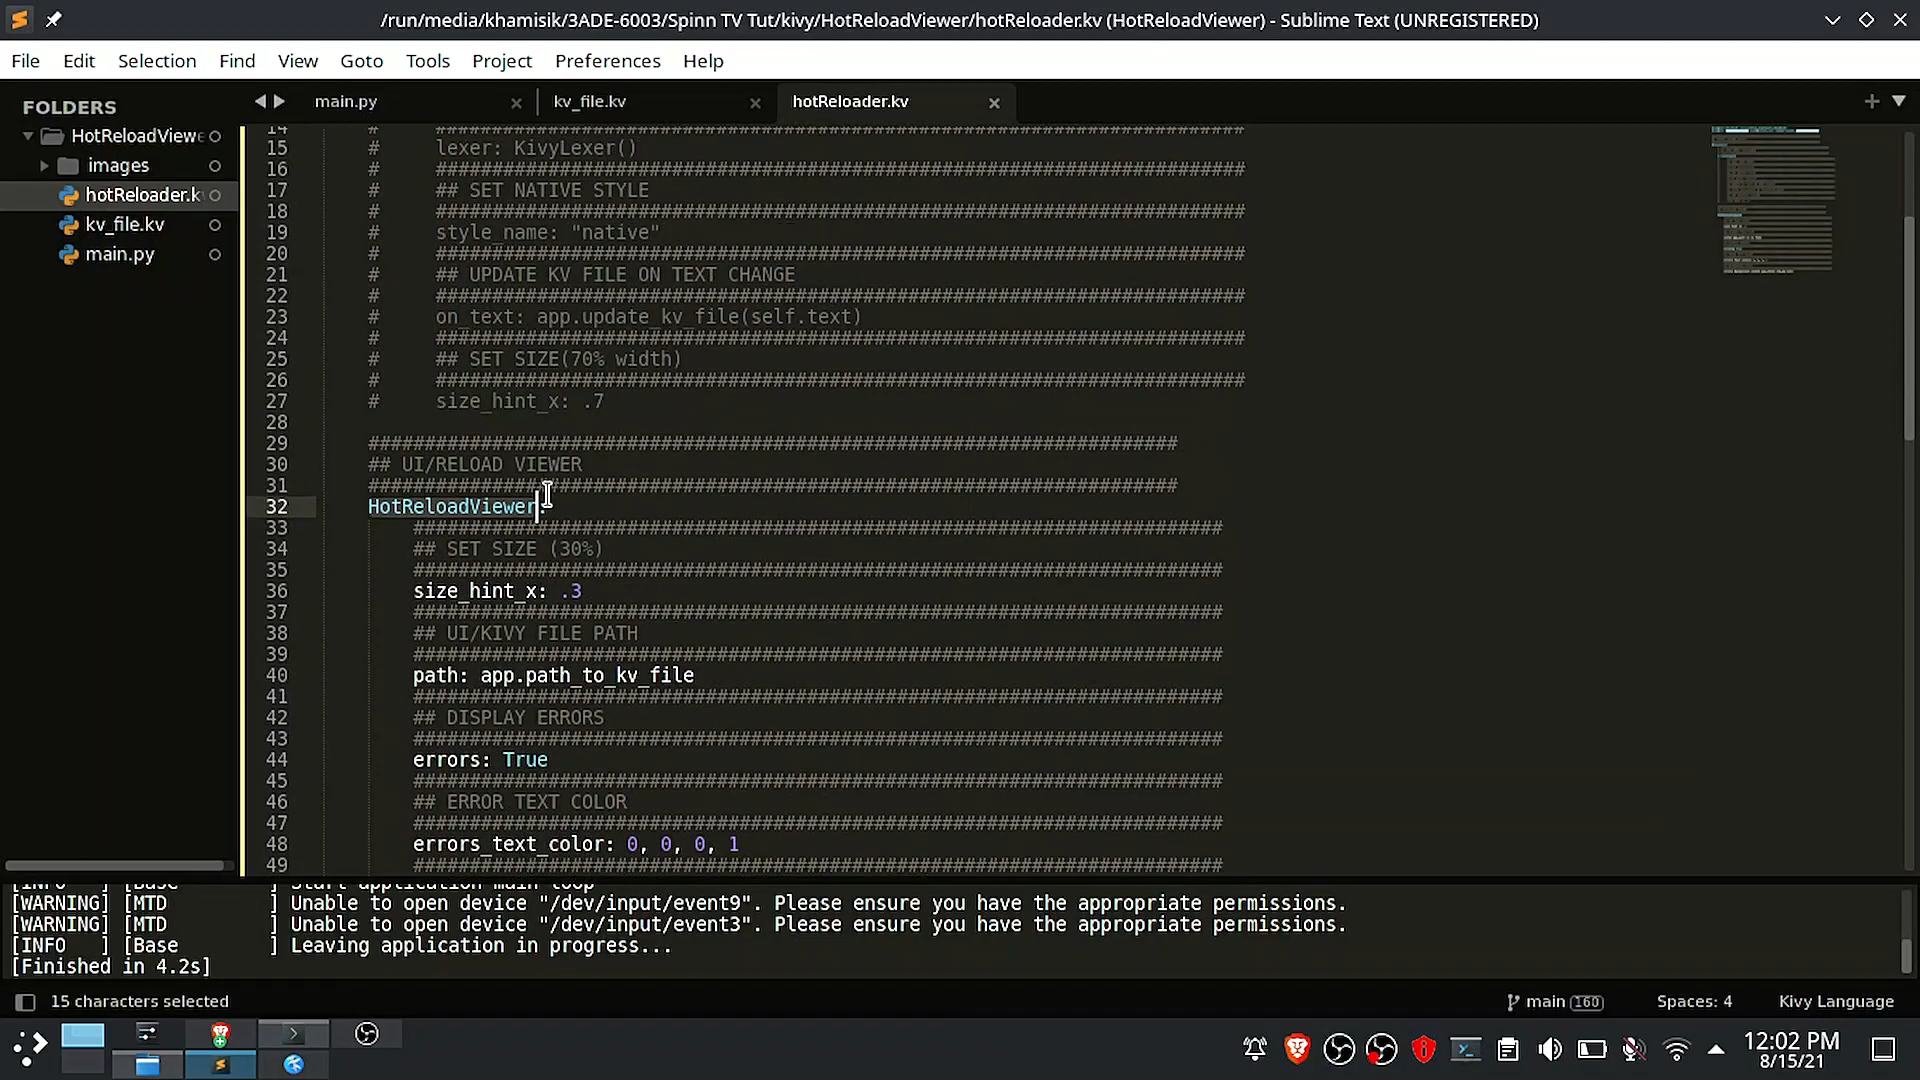 /run/media/khamisik/3ADE-6003/Spinn TV Tut/kivy/HotReloadViewer/hotReloader.kv (HotReloadViewer) - Sublime Text (UNREGISTERED)
File Edit Selection Find View Goto Tools Project Preferences Help
FOLDERS
HotReloadViewe
images
hotReloader.k
kv_file.kv
main.py
main.py
kv_file.kv
hotReloader.kv
14 # ########################################################################
15 # lexer: KivyLexer()
16 # ########################################################################
17 # ## SET NATIVE STYLE
18 # ########################################################################
19 # style_name: "native"
20 # ########################################################################
21 # ## UPDATE KV FILE ON TEXT CHANGE
22 # ########################################################################
23 # on_text: app.update_kv_file(self.text)
24 # ########################################################################
25 # ## SET SIZE(70% width)
26 # ########################################################################
27 # size_hint_x: .7
28
29 ########################################################################
30 ## UI/RELOAD VIEWER
31 ########################################################################
32 HotReloadViewer
33 ########################################################################
34 ## SET SIZE (30%)
35 ########################################################################
36 size_hint_x: .3
37 ########################################################################
38 ## UI/KIVY FILE PATH
39 ########################################################################
40 path: app.path_to_kv_file
41 ########################################################################
42 ## DISPLAY ERRORS
43 ########################################################################
44 errors: True
45 ########################################################################
46 ## ERROR TEXT COLOR
47 ########################################################################
48 errors_text_color: 0, 0, 0, 1
49 ########################################################################
[INFO ] [Base ] Start application main loop
[WARNING] [MTD ] Unable to open device "/dev/input/event9". Please ensure you have the appropriate permissions.
[WARNING] [MTD ] Unable to open device "/dev/input/event3". Please ensure you have the appropriate permissions.
[INFO ] [Base ] Leaving application in progress...
[Finished in 4.2s]
15 characters selected
main 160
Spaces: 4
Kivy Language
12:02 PM
8/15/21